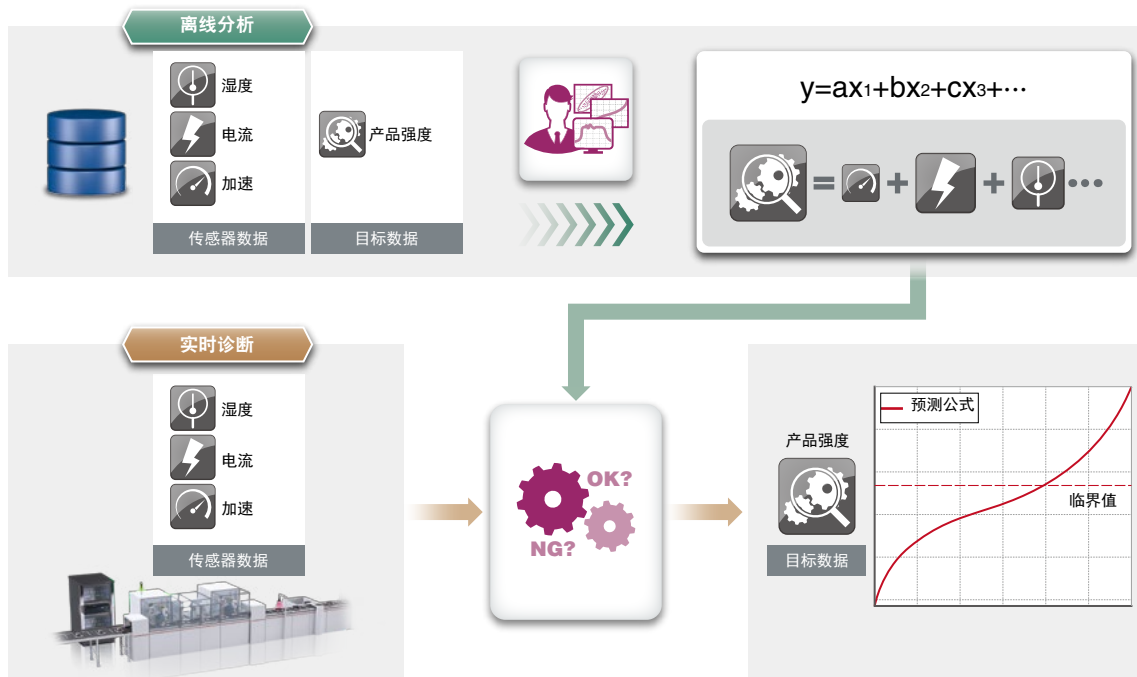 离线分析
湿度
电流
加速
传感器数据
产品强度
目标数据
y=ax₁+bx₂+cx₃+···
=
+
+
•••
实时诊断
湿度
电流
加速
传感器数据
OK?
NG?
产品强度
目标数据
预测公式
临界值